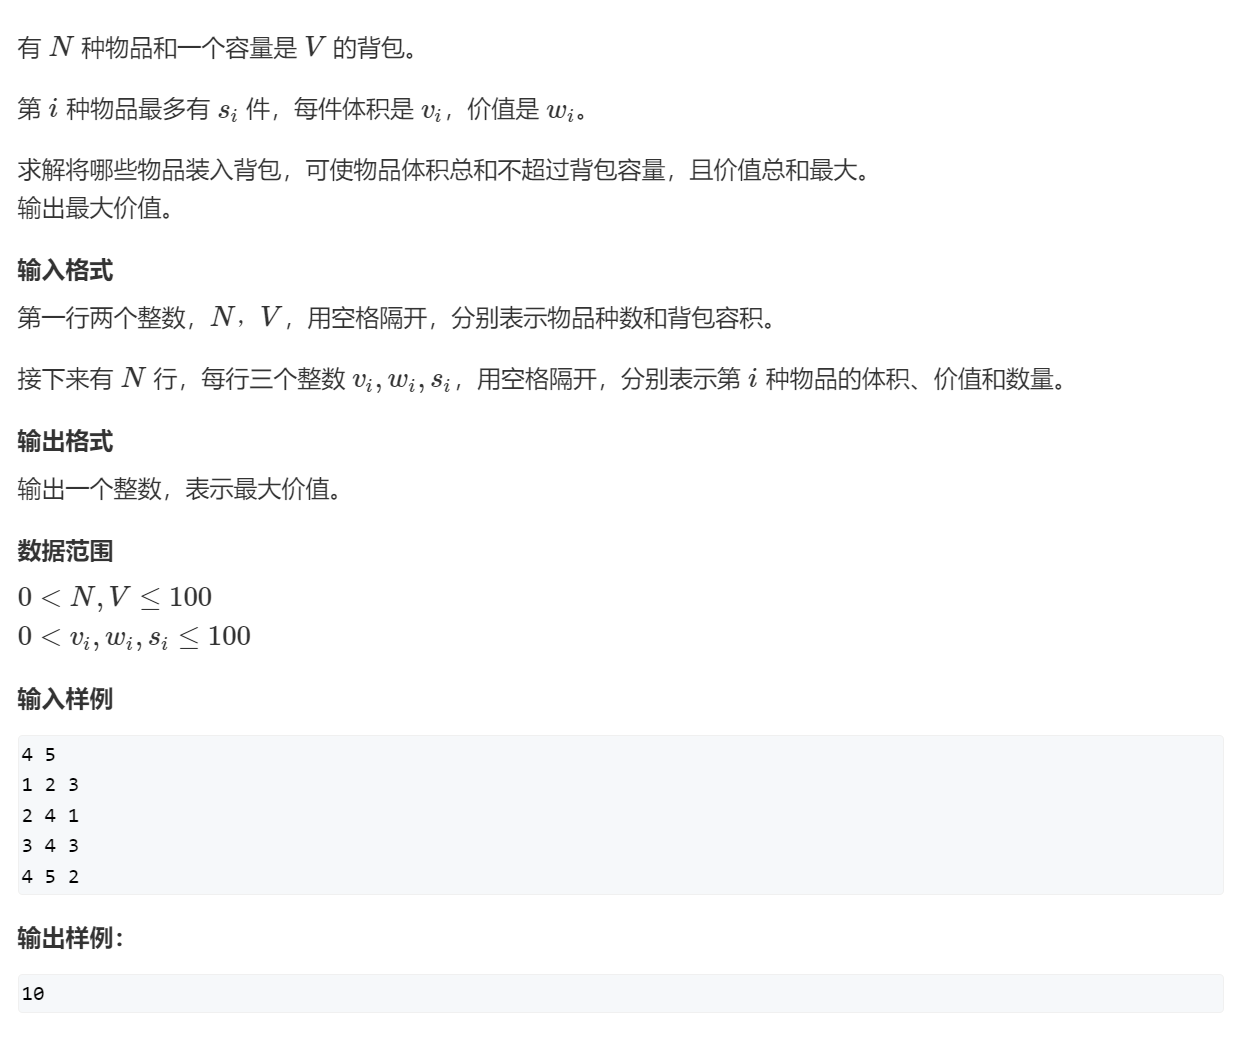 有 N 种物品和一个容量是 V 的背包。
第 i 种物品最多有 s_i 件，每件体积是 v_i，价值是 w_i。
求解将哪些物品装入背包，可使物品体积总和不超过背包容量，且价值总和最大。
输出最大价值。
输入格式
第一行两个整数，N，V，用空格隔开，分别表示物品种数和背包容积。
接下来有 N 行，每行三个整数 v_i, w_i, s_i，用空格隔开，分别表示第 i 种物品的体积、价值和数量。
输出格式
输出一个整数，表示最大价值。
数据范围
0 < N, V ≤ 100
0 < v_i, w_i, s_i ≤ 100
输入样例
4 5
1 2 3
2 4 1
3 4 3
4 5 2
输出样例：
10